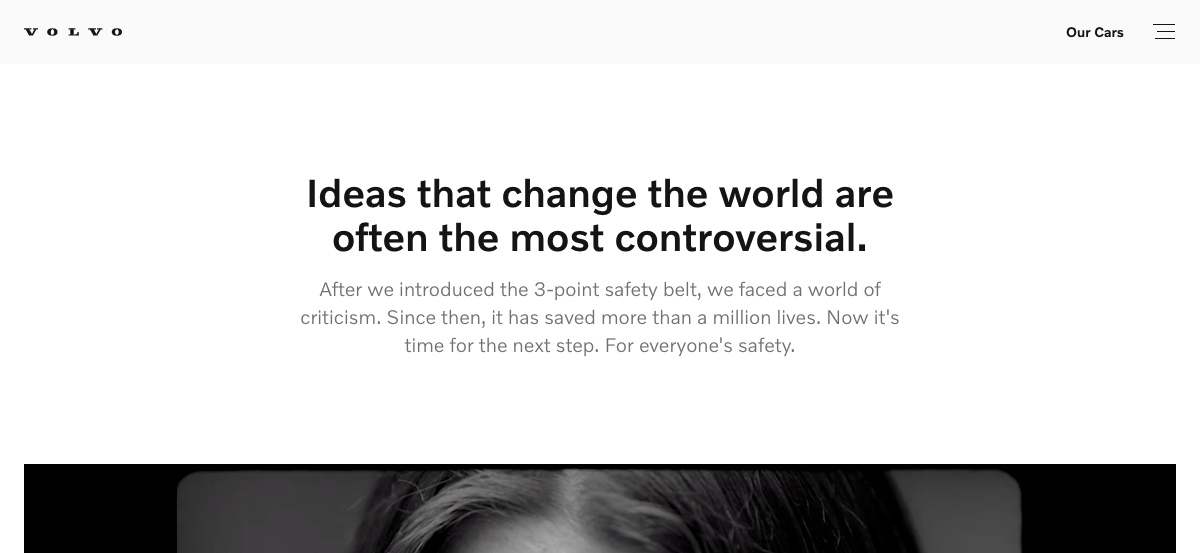 VOLVO
Our Cars
Ideas that change the world are
often the most controversial.
After we introduced the 3-point safety belt, we faced a world of
criticism. Since then, it has saved more than a million lives. Now it's
time for the next step. For everyone's safety.